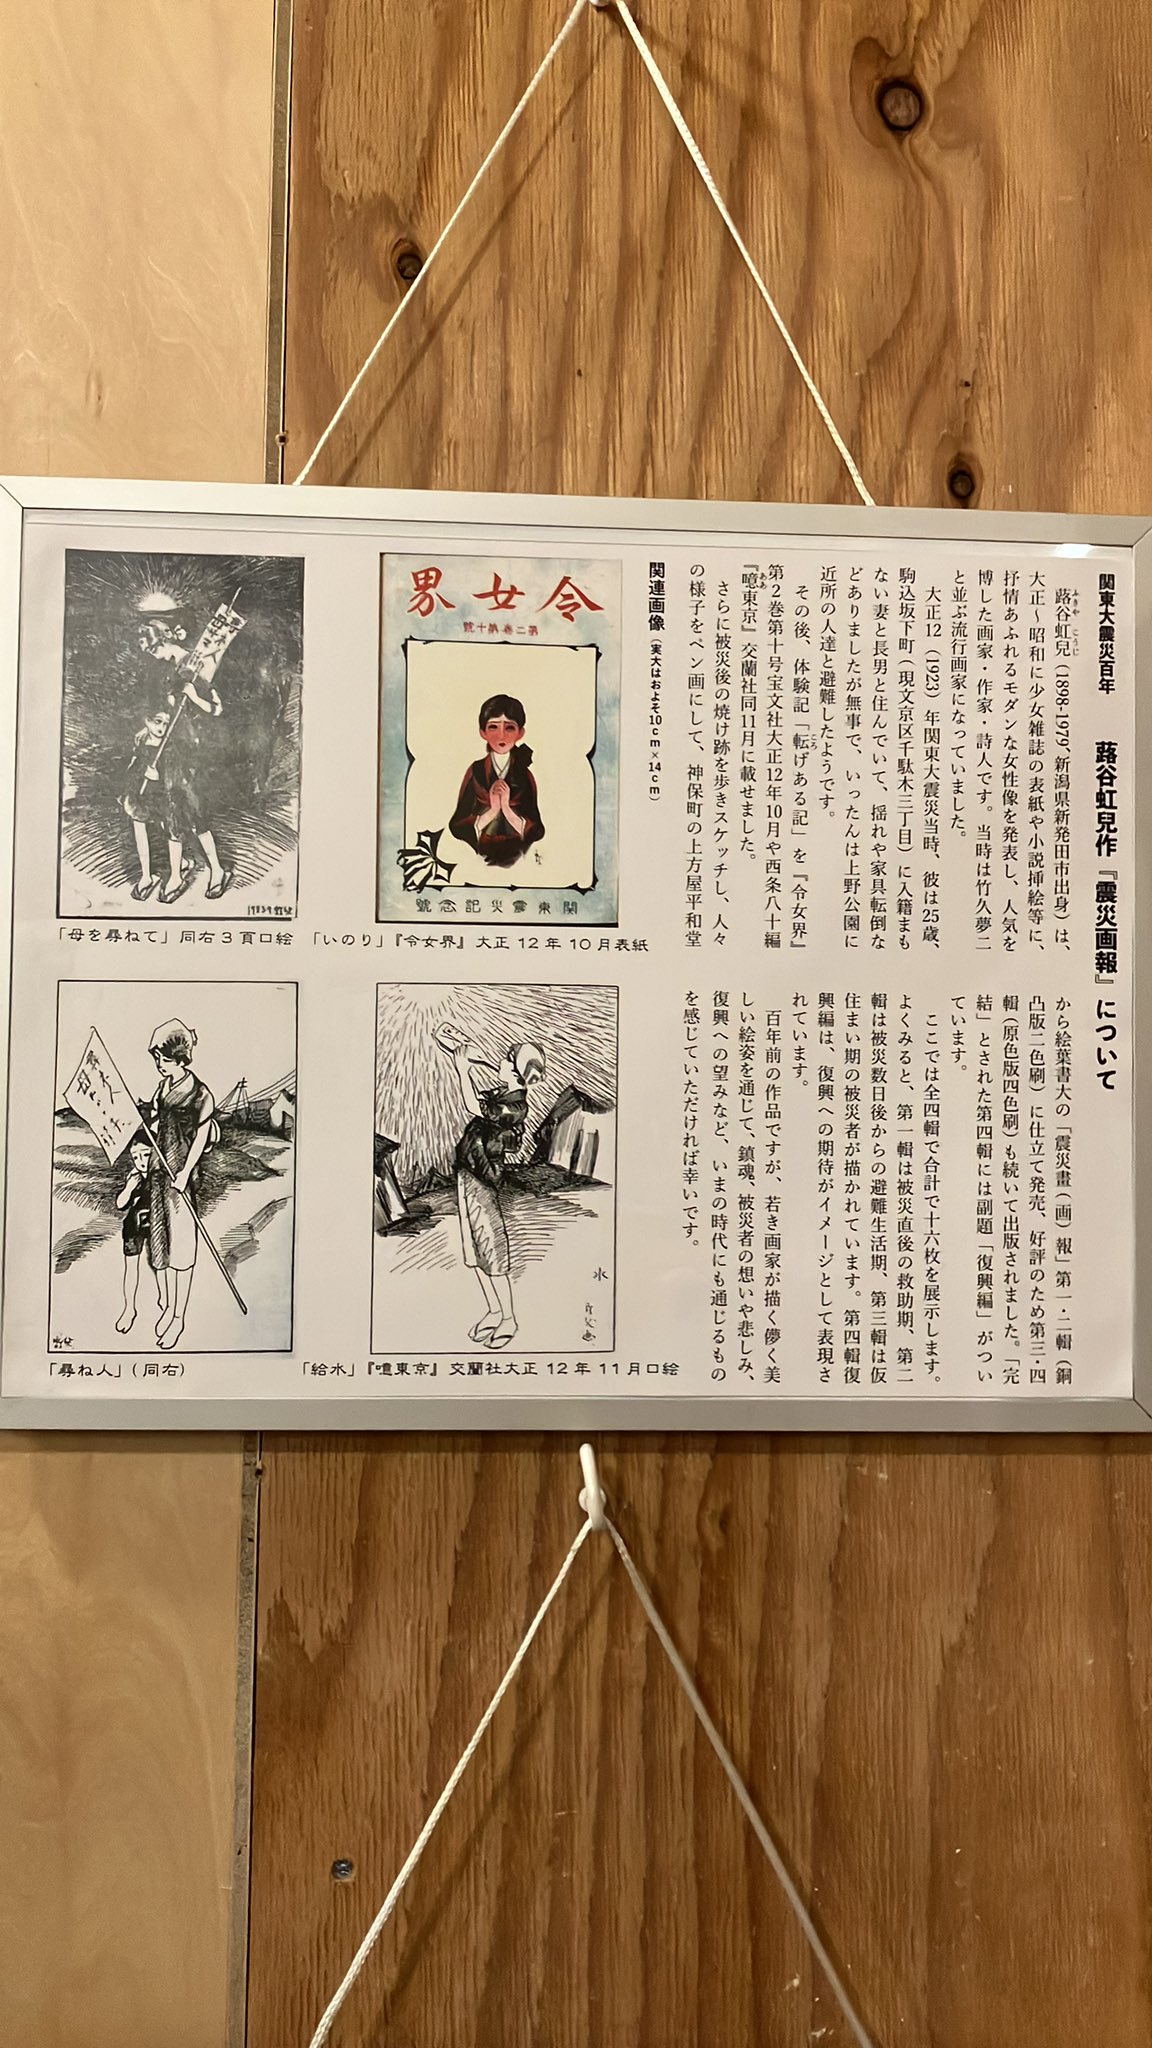 関東大震災百年 蕗谷虹兒作『震災画報』について
蕗谷虹兒(1898-1979、新潟県新発田市出身)は、
ふきや こうじ
大正～昭和に少女雑誌の表紙や小説挿絵等に、
抒情あふれるモダンな女性像を発表し、人気を
博した画家・作家・詩人です。当時は竹久夢二
と並ぶ流行画家になっていました。
大正12(1923)年関東大震災当時、彼は25歳、
駒込坂下町(現文京区千駄木三丁目)に入籍まも
ない妻と長男と住んでいて、揺れや家具転倒な
どありましたが無事で、いったんは上野公園に
近所の人達と避難したようです。
その後、体験記「転げある記」を『令女界』
ころ
第2巻第十号宝文社大正12年10月や西条八十編
『噫東京』交蘭社同11月に載せました。
ああ
さらに被災後の焼け跡を歩きスケッチし、人々
の様子をペン画にして、神保町の上方屋平和堂
から絵葉書大の「震災畫(画)報」第一・二輯(銅
凸版二色刷)に仕立て発売、好評のため第三・四
輯(原色版四色刷)も続いて出版されました。「完
結」とされた第四輯には副題「復興編」がつい
ています。
ここでは全四輯で合計で十六枚を展示します。
よくみると、第一輯は被災直後の救助期、第二
輯は被災数日後からの避難生活期、第三輯は仮
住まい期の被災者が描かれています。第四輯復
興編は、復興への期待がイメージとして表現さ
れています。
百年前の作品ですが、若き画家が描く儚く美
しい絵姿を通じて、鎮魂、被災者の想いや悲しみ、
復興への望みなど、いまの時代にも通じるもの
を感じていただければ幸いです。
関連画像(実大はおよそ10cm×14cm)
令女界
第二巻第十號
関東震災記念號
「いのり」『令女界』大正12年10月表紙
「母を尋ねて」同右3頁口絵
水
「給水」『噫東京』交蘭社大正12年11月口絵
「尋ね人」(同右)